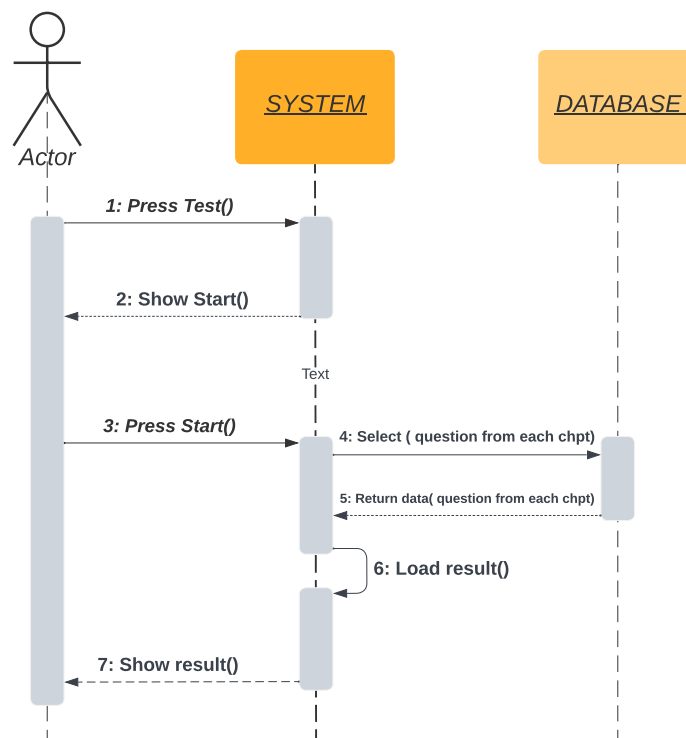 SYSTEM
DATABASE
Actor
1: Press Test()
2: Show Start()
Text
3: Press Start()
4: Select ( question from each chpt)
5: Return data( question from each chpt)
6: Load result()
7: Show result()